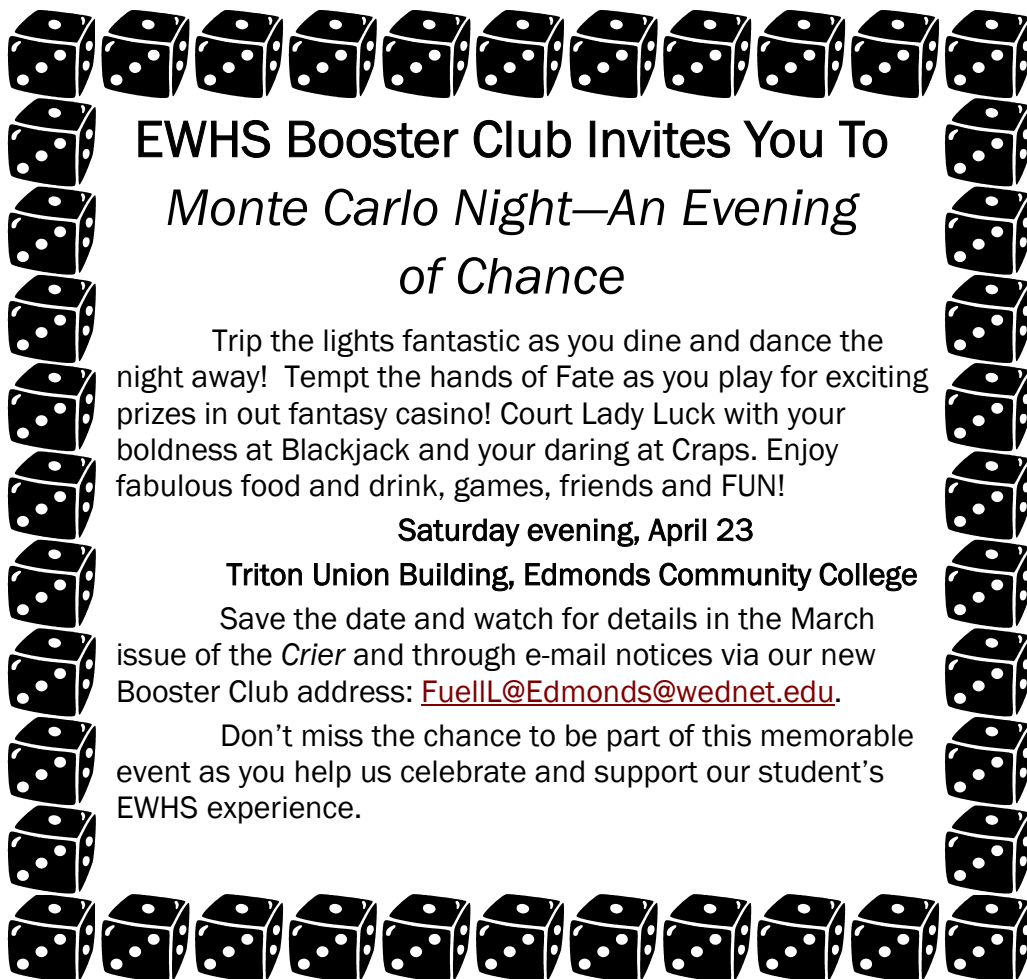 EWHS Booster Club Invites You To
Monte Carlo Night—An Evening
of Chance
Trip the lights fantastic as you dine and dance the
night away!  Tempt the hands of Fate as you play for exciting
prizes in out fantasy casino! Court Lady Luck with your
boldness at Blackjack and your daring at Craps. Enjoy
fabulous food and drink, games, friends and FUN!
Saturday evening, April 23
Triton Union Building, Edmonds Community College
Save the date and watch for details in the March
issue of the Crier and through e-mail notices via our new
Booster Club address: FuellL@Edmonds@wednet.edu.
Don’t miss the chance to be part of this memorable
event as you help us celebrate and support our student’s
EWHS experience.